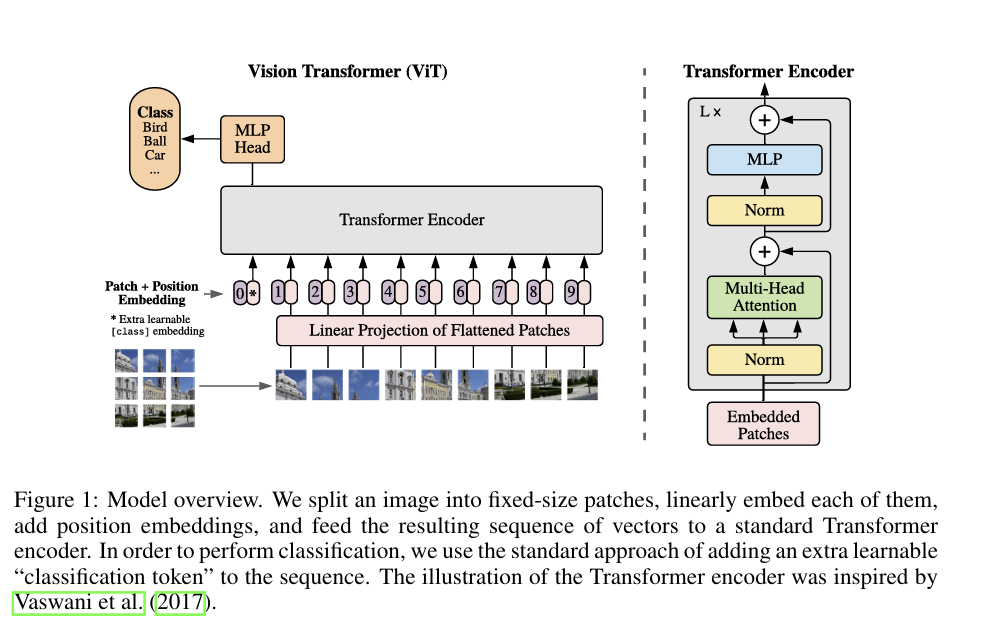 Vision Transformer (ViT)
Class
Bird
Ball
Car
...
MLP
Head
Transformer Encoder
Patch + Position
Embedding
* Extra learnable
[class] embedding
0 * 1 2 3 4 5 6 7 8 9
Linear Projection of Flattened Patches
Transformer Encoder
L ×
+
MLP
Norm
+
Multi-Head
Attention
Norm
Embedded
Patches
Figure 1: Model overview. We split an image into fixed-size patches, linearly embed each of them,
add position embeddings, and feed the resulting sequence of vectors to a standard Transformer
encoder. In order to perform classification, we use the standard approach of adding an extra learnable
“classification token” to the sequence. The illustration of the Transformer encoder was inspired by
Vaswani et al. (2017).